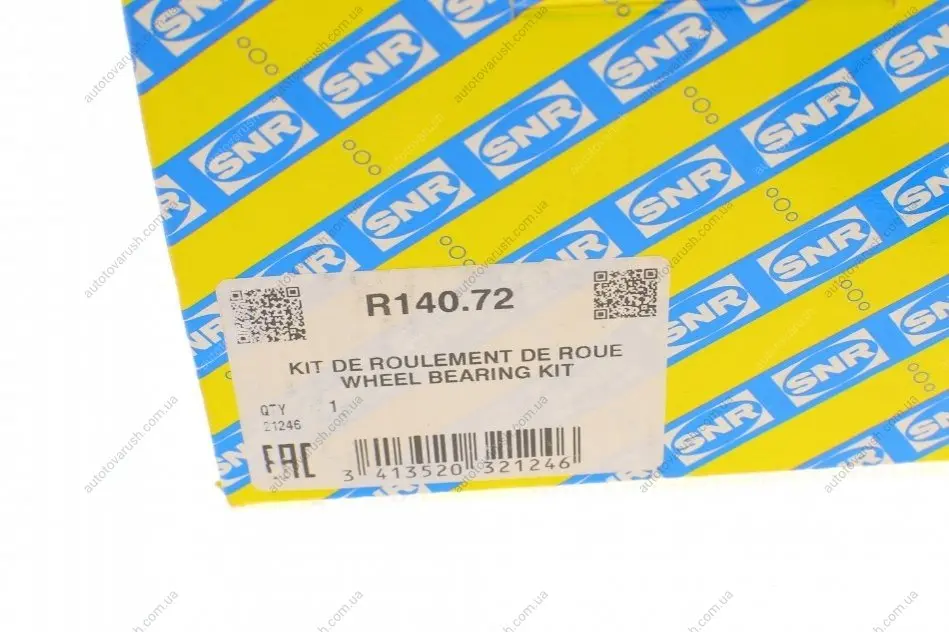 SNR
R140.72
KIT DE ROULEMENT DE ROUE
WHEEL BEARING KIT
QTY 1
21246
EAC
3 413520 321246
autotovarush.com.ua